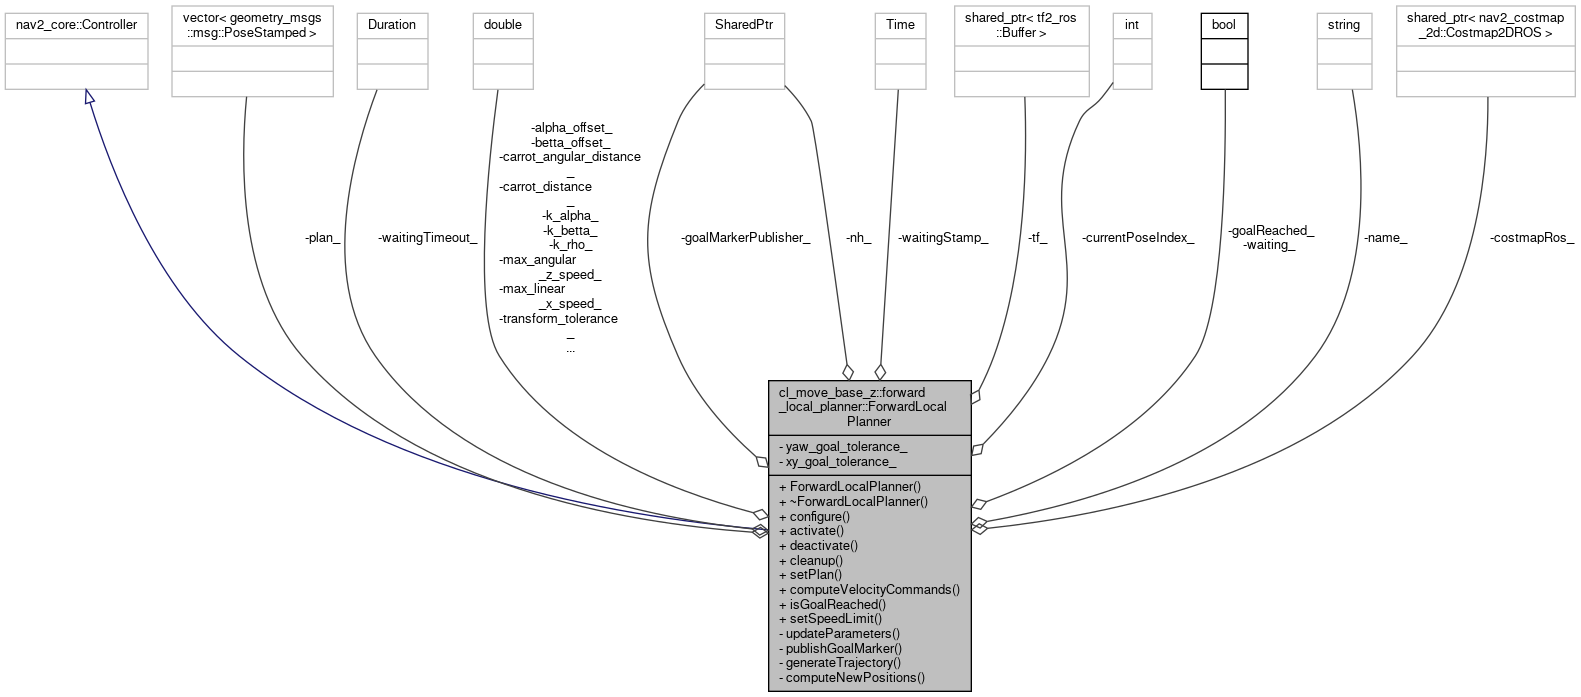 nav2_core::Controller
vector< geometry_msgs
::msg::PoseStamped >
Duration
double
SharedPtr
Time
shared_ptr< tf2_ros
::Buffer >
int
bool
string
shared_ptr< nav2_costmap
_2d::Costmap2DROS >
-plan_
-waitingTimeout_
-alpha_offset_
-betta_offset_
-carrot_angular_distance
_
-carrot_distance
_
-k_alpha_
-k_betta_
-k_rho_
-max_angular
_z_speed_
-max_linear
_x_speed_
-transform_tolerance
_
...
-goalMarkerPublisher_
-nh_
-waitingStamp_
-tf_
-currentPoseIndex_
-goalReached_
-waiting_
-name_
-costmapRos_
cl_move_base_z::forward
_local_planner::ForwardLocal
Planner
- yaw_goal_tolerance_
- xy_goal_tolerance_
+ ForwardLocalPlanner()
+ ~ForwardLocalPlanner()
+ configure()
+ activate()
+ deactivate()
+ cleanup()
+ setPlan()
+ computeVelocityCommands()
+ isGoalReached()
+ setSpeedLimit()
- updateParameters()
- publishGoalMarker()
- generateTrajectory()
- computeNewPositions()